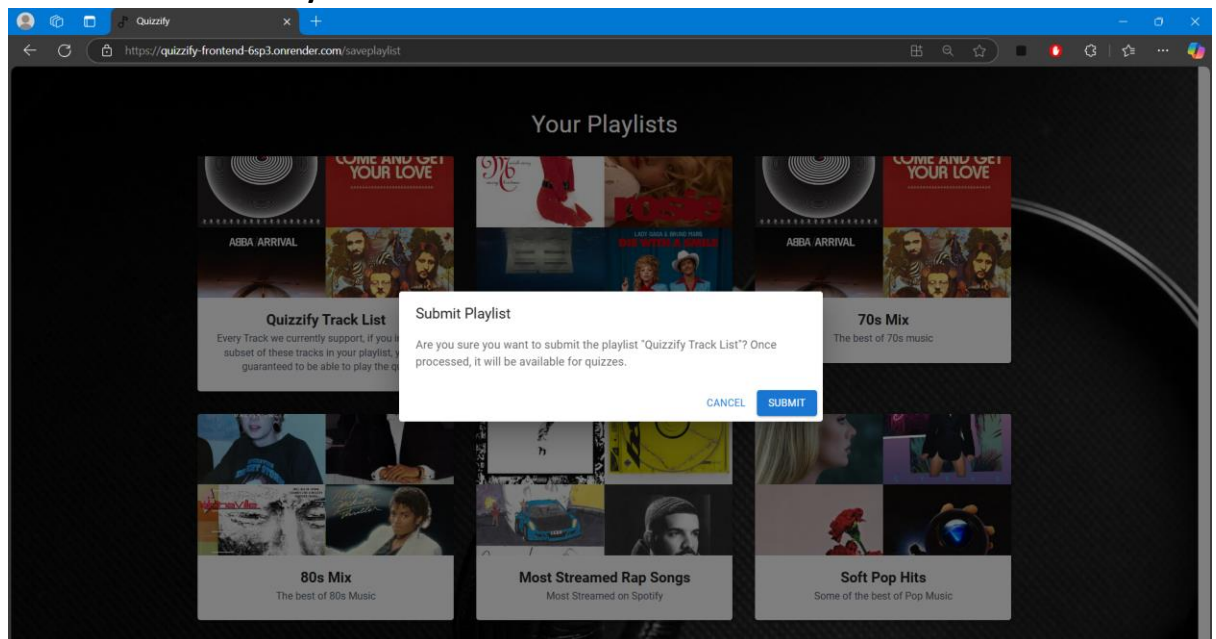 Quizzify
https://quizzify-frontend-6sp3.onrender.com/saveplaylist
Your Playlists
COME AND GET
YOUR LOVE
rosie
COME AND GET
YOUR LOVE
ABBA ARRIVAL
LADY GAGA & BRUNO MARS
DIE WITH A SMILE
ABBA ARRIVAL
Quizzify Track List
Every Track we currently support, if you
subset of these tracks in your playlist,
guaranteed to be able to play the
70s Mix
The best of 70s music
Submit Playlist
Are you sure you want to submit the playlist "Quizzify Track List"? Once
processed, it will be available for quizzes.
CANCEL
SUBMIT
80s Mix
The best of 80s Music
Most Streamed Rap Songs
Most Streamed on Spotify
Soft Pop Hits
Some of the best of Pop Music